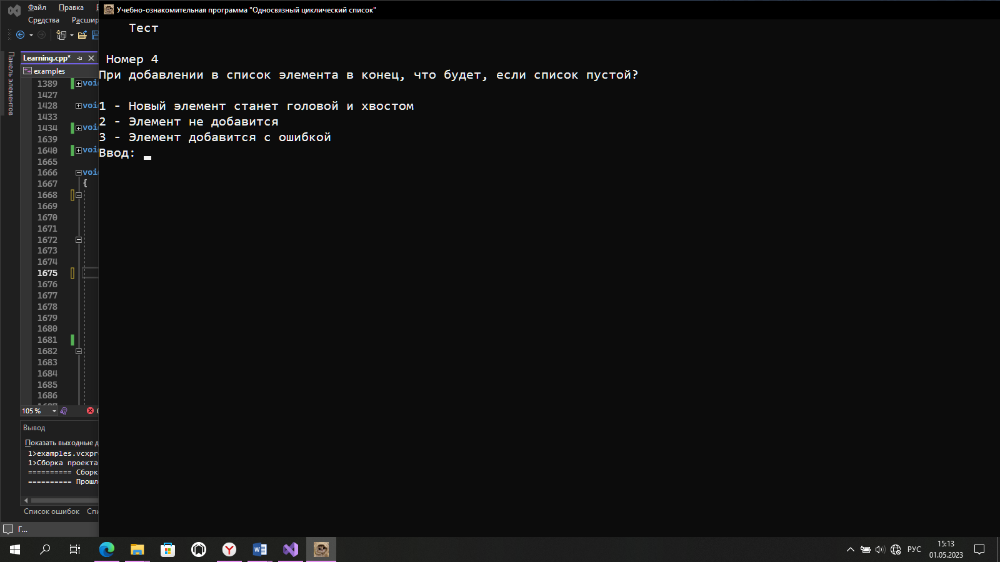 Файл Правка
Средства Расшир
Учебно-ознакомительная программа "Односвязный циклический список"
Панель элементов
Learning.cpp*
examples
1389 voi
1427
1428 voi
1433
1434 voi
1639
1640 voi
1665
1666 voi
1667 {
1668
1669
1670
1671
1672
1673
1674
1675
1676
1677
1678
1679
1680
1681
1682
1683
1684
1685
1686
105 %
Вывод
Показать выходные д
1>examples.vcxpr
1>Сборка проекта
========== Сборк
========== Прошл
Список ошибок Спи
Г...
Тест
Номер 4
При добавлении в список элемента в конец, что будет, если список пустой?
1 - Новый элемент станет головой и хвостом
2 - Элемент не добавится
3 - Элемент добавится с ошибкой
Ввод:
РУС
15:13
01.05.2023